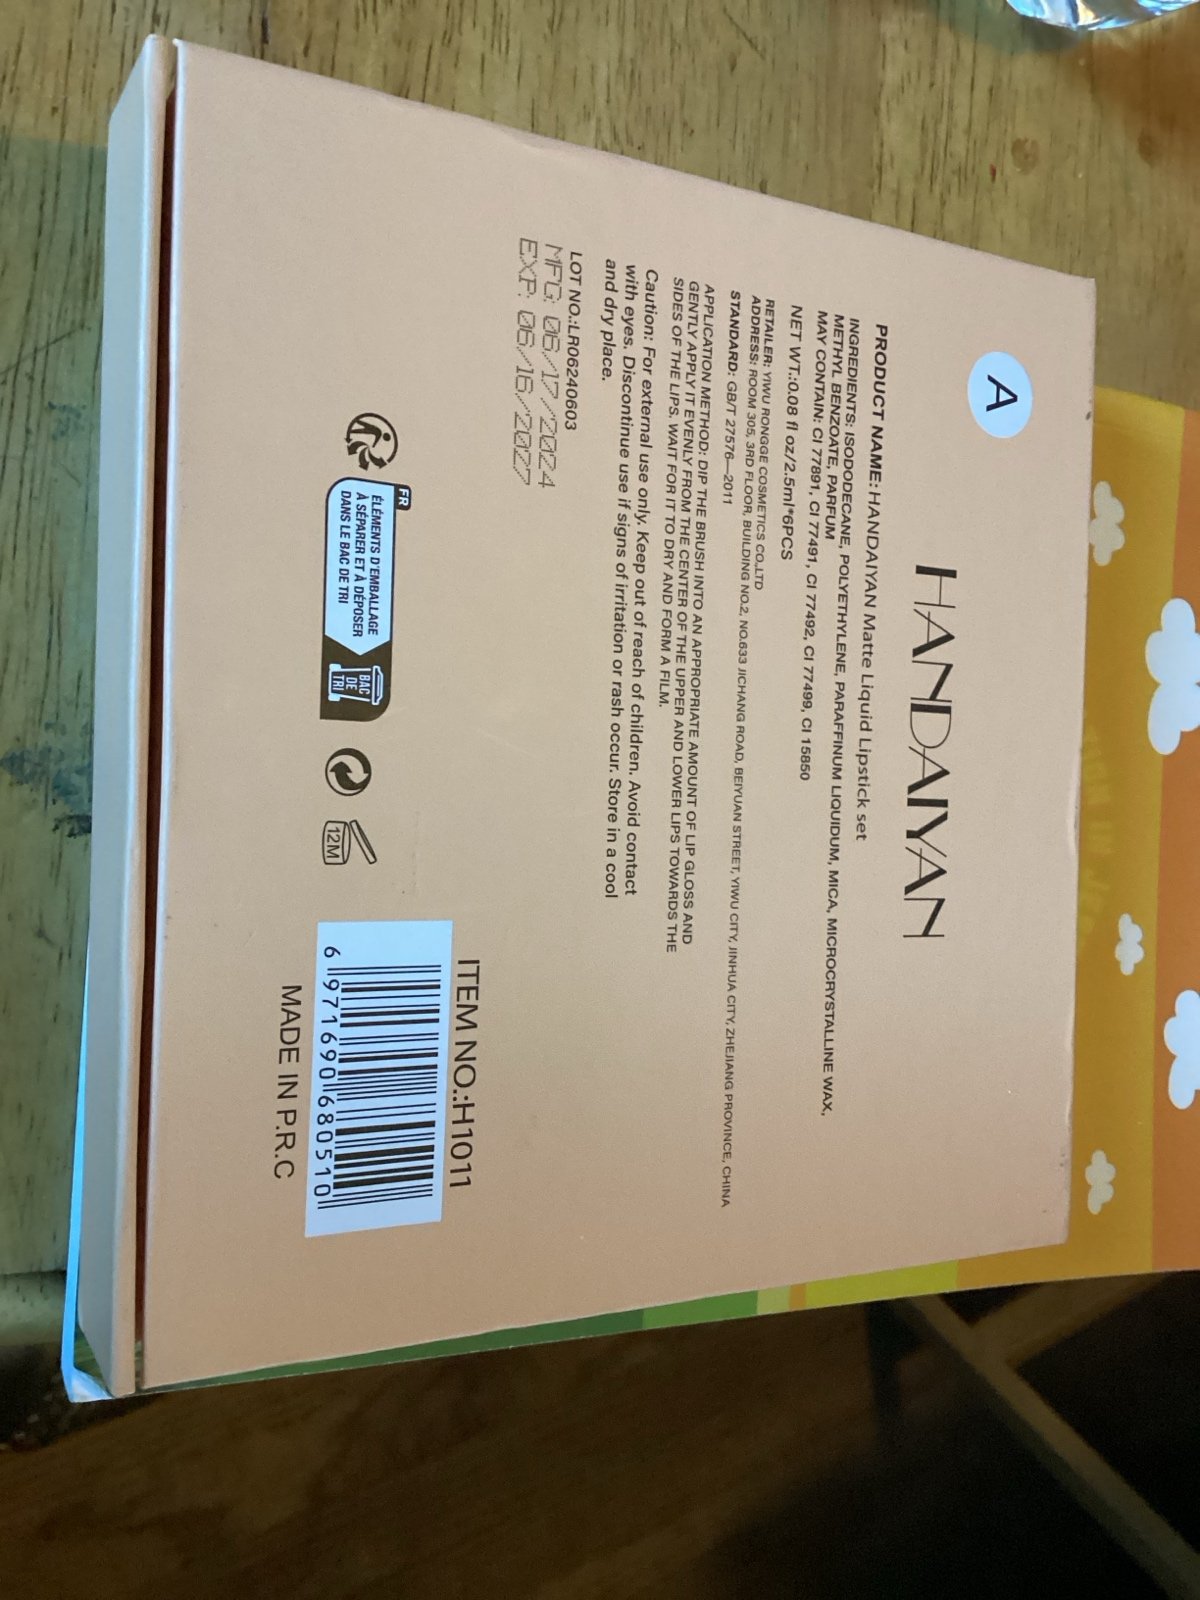 A
HANDAIYAN
PRODUCT NAME: HANDAIYAN Matte Liquid Lipstick set
INGREDIENTS: ISODODECANE, POLYETHYLENE, PARAFFINUM LIQUIDUM, MICA, MICROCRYSTALLINE WAX,
METHYL BENZOATE, PARFUM
MAY CONTAIN: CI 77891, CI 77491, CI 77492, CI 77499, CI 15850
NET WT.:0.08 fl oz/2.5ml*6PCS
RETAILER: YIWU RONGGE COSMETICS CO.,LTD
ADDRESS: ROOM 305, 3RD FLOOR, BUILDING NO.2, NO.633 JICHANG ROAD, BEIYUAN STREET, YIWU CITY, JINHUA CITY, ZHEJIANG PROVINCE, CHINA
STANDARD: GB/T 27576—2011
APPLICATION METHOD: DIP THE BRUSH INTO AN APPROPRIATE AMOUNT OF LIP GLOSS AND
GENTLY APPLY IT EVENLY FROM THE CENTER OF THE UPPER AND LOWER LIPS TOWARDS THE
SIDES OF THE LIPS. WAIT FOR IT TO DRY AND FORM A FILM.
Caution: For external use only. Keep out of reach of children. Avoid contact
with eyes. Discontinue use if signs of irritation or rash occur. Store in a cool
and dry place.
LOT NO.:LR06240603
MFG: 06/17/2024
EXP: 06/16/2027
FR
ÉLÉMENTS D'EMBALLAGE
À SÉPARER ET À DÉPOSER
DANS LE BAC DE TRI
BAC
DE
TRI
12M
ITEM NO.:H1011
6 971690 680510
MADE IN P.R.C